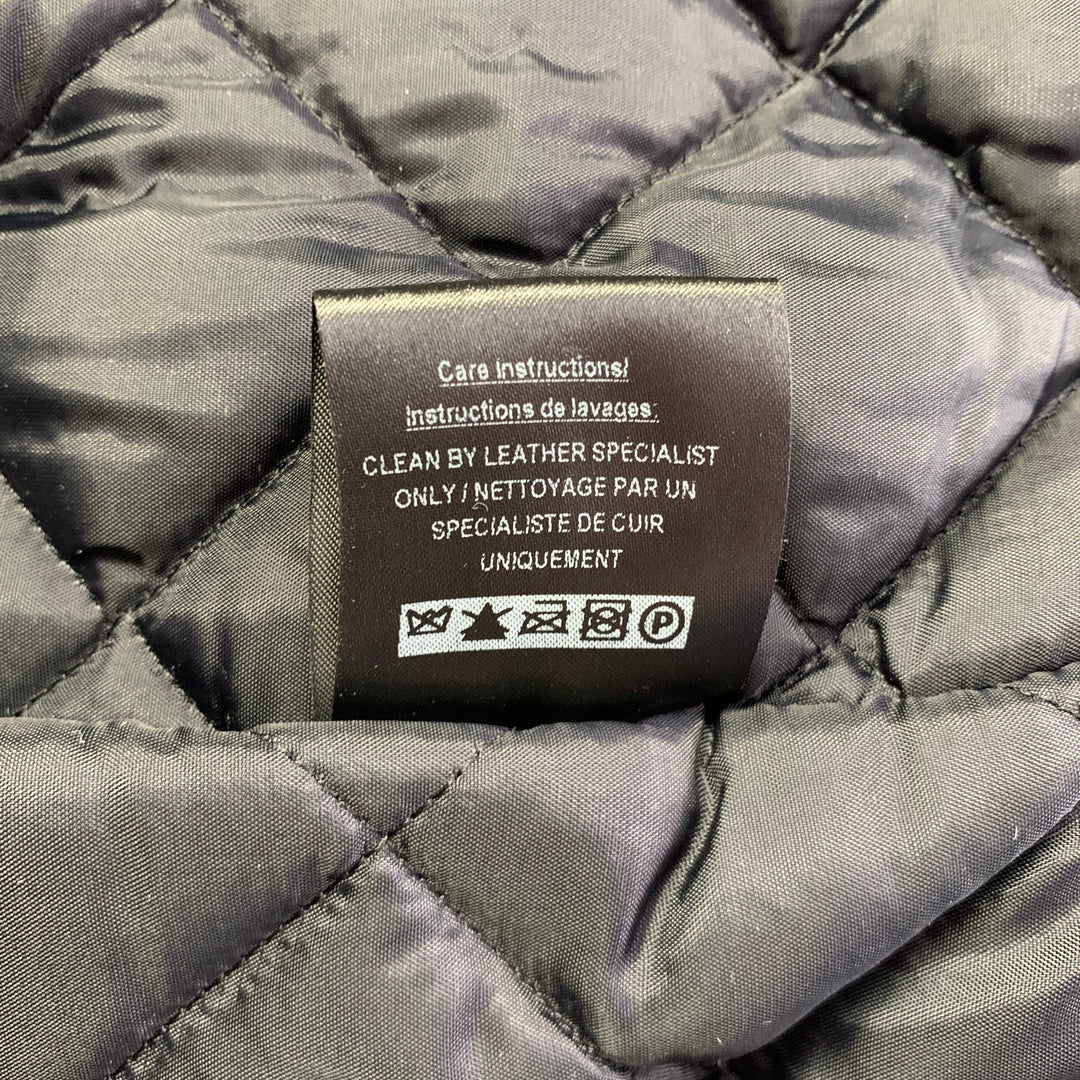 Care instructions/
Instructions de lavages:
CLEAN BY LEATHER SPECIALIST
ONLY / NETTOYAGE PAR UN
SPECIALISTE DE CUIR
UNIQUEMENT
P